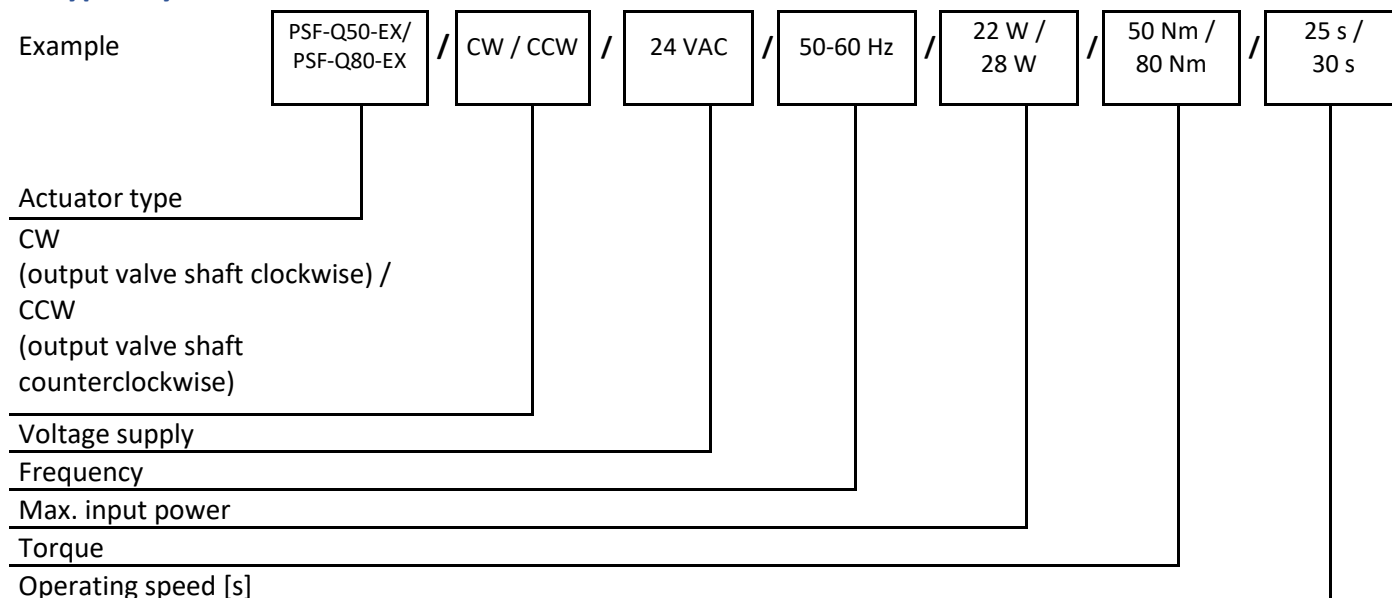 Example
PSF-Q50-EX/
PSF-Q80-EX
/
CW / CCW
/
24 VAC
/
50-60 Hz
/
22 W /
28 W
/
50 Nm /
80 Nm
/
25 s /
30 s
Actuator type
CW
(output valve shaft clockwise) /
CCW
(output valve shaft
counterclockwise)
Voltage supply
Frequency
Max. input power
Torque
Operating speed [s]